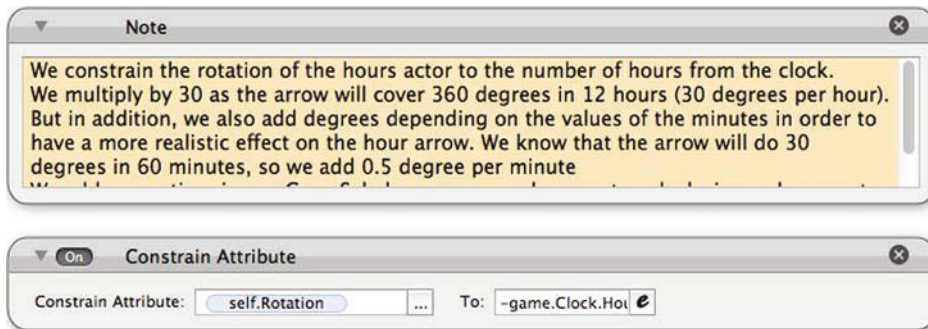 Note
We constrain the rotation of the hours actor to the number of hours from the clock.
We multiply by 30 as the arrow will cover 360 degrees in 12 hours (30 degrees per hour).
But in addition, we also add degrees depending on the values of the minutes in order to
have a more realistic effect on the hour arrow. We know that the arrow will do 30
degrees in 60 minutes, so we add 0.5 degree per minute
On Constrain Attribute
Constrain Attribute: self.Rotation ... To: -game.Clock.Hou e